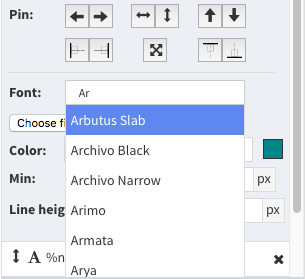 Pin:
Font: Ar
Choose fi
Arbutus Slab
Color:
Archivo Black
Min: px
Archivo Narrow
Line heig px
Arimo
Armata
A %n
Arya